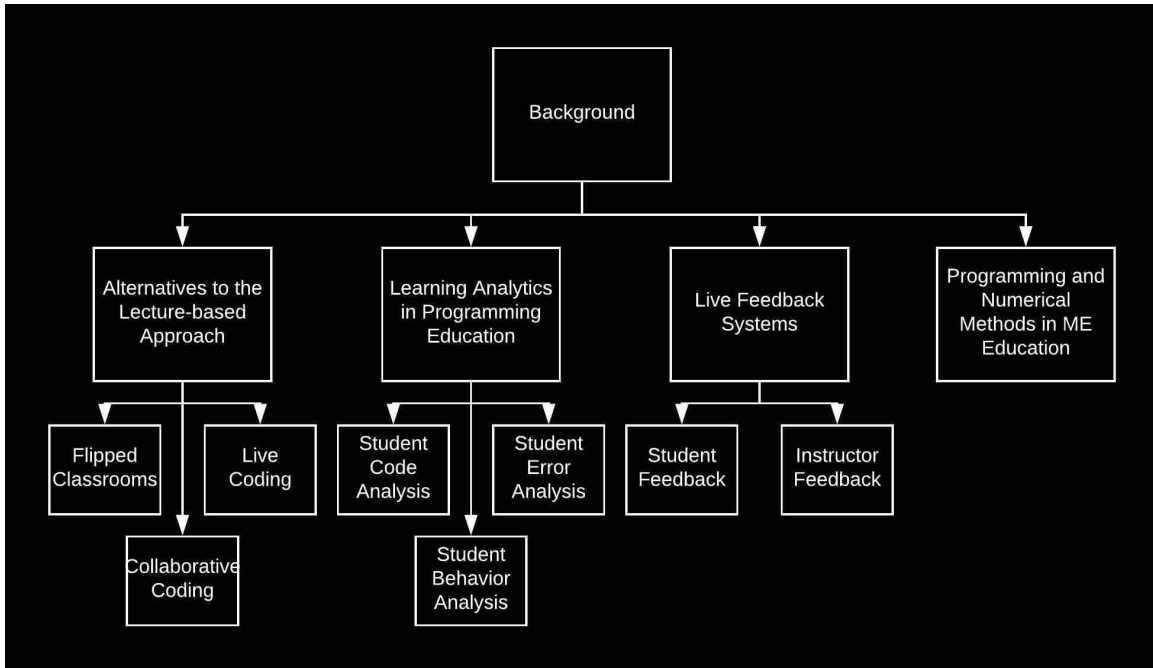 Background
Alternatives to the
Lecture-based
Approach
Learning Analytics
in Programming
Education
Live Feedback
Systems
Programming and
Numerical
Methods in ME
Education
Flipped
Classrooms
Live
Coding
Student
Code
Analysis
Student
Error
Analysis
Student
Feedback
Instructor
Feedback
Collaborative
Coding
Student
Behavior
Analysis